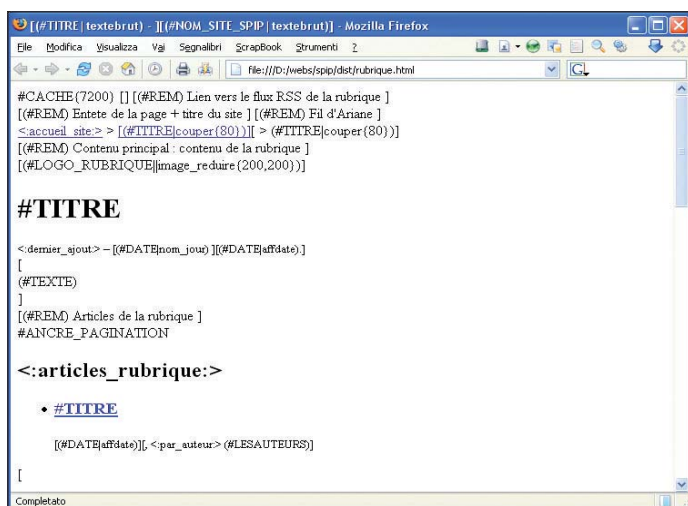 [(#TITRE|textebrut) - ][(#NOM_SITE_SPIP|textebrut)] - Mozilla Firefox
File Modifica Visualizza Vai Segnalibri ScrapBook Strumenti ?
file:///D:/webs/spip/dist/rubrique.html
#CACHE{7200} [] [(#REM) Lien vers le flux RSS de la rubrique ]
[(#REM) Entete de la page + titre du site ] [(#REM) Fil d'Ariane ]
<:accueil_site:> > [(#TITRE|couper{80})][ > (#TITRE|couper{80})]
[(#REM) Contenu principal : contenu de la rubrique ]
[(#LOGO_RUBRIQUE||image_reduire{200,200})]
#TITRE
<:dernier_ajout:> – [(#DATE|nom_jour) ][(#DATE|affdate).]
[
(#TEXTE)
]
[(#REM) Articles de la rubrique ]
#ANCRE_PAGINATION
<:articles_rubrique:>
• #TITRE
[(#DATE|affdate)][, <:par_auteur:> (#LESAUTEURS)]
[
Completato